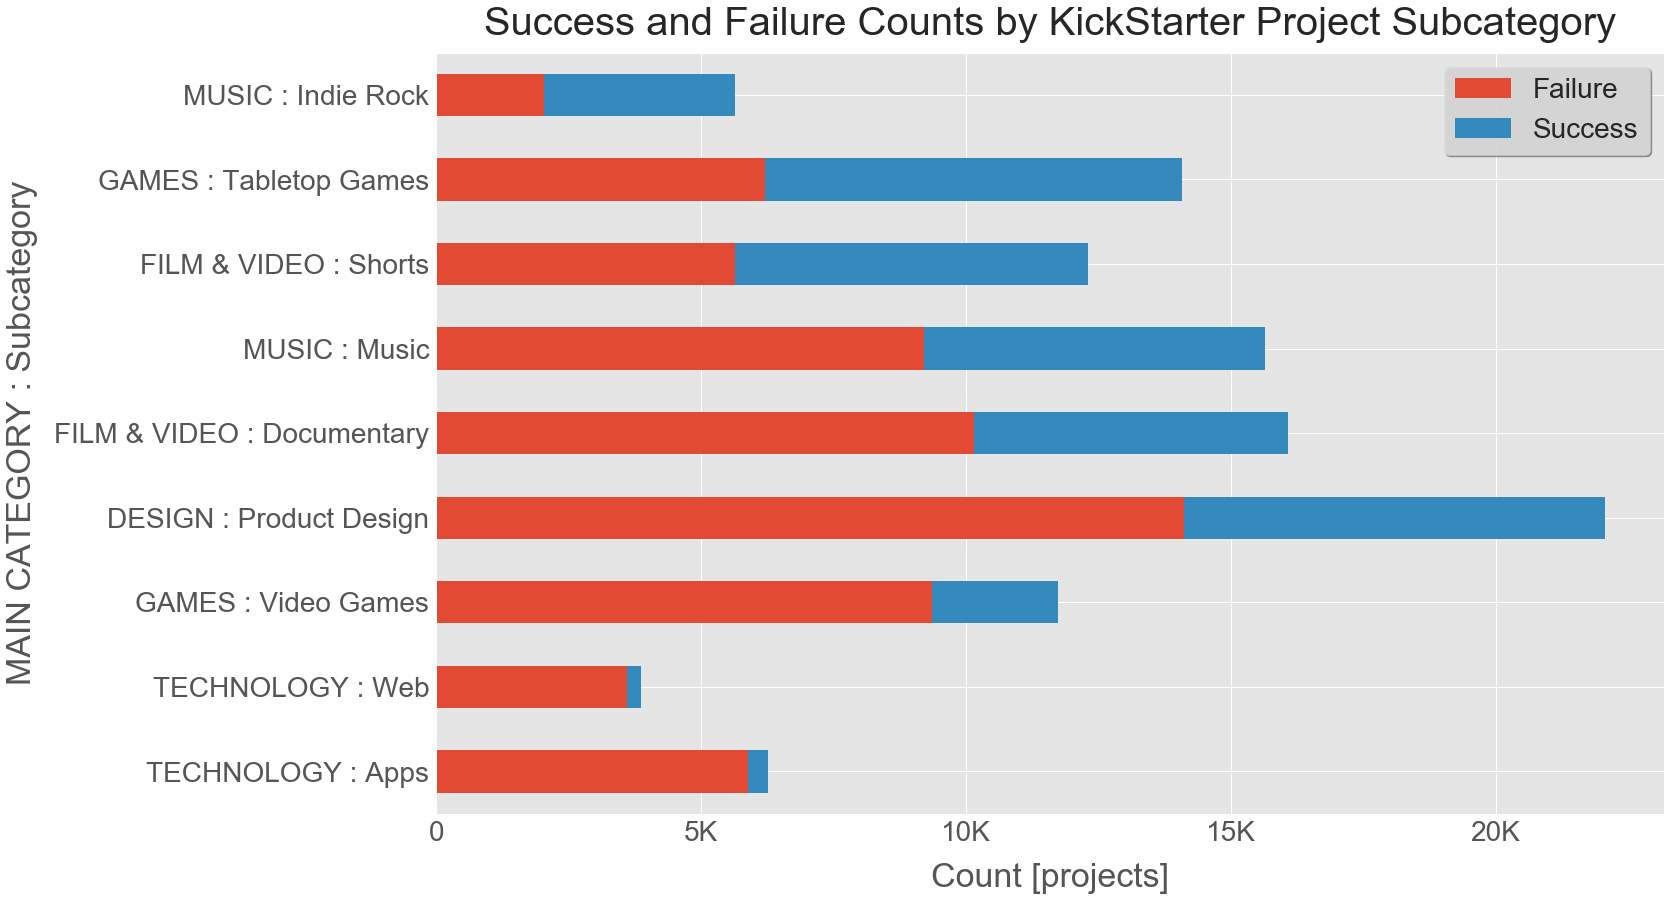 Success and Failure Counts by KickStarter Project Subcategory
Failure
Success
MAIN CATEGORY : Subcategory
MUSIC : Indie Rock
GAMES : Tabletop Games
FILM & VIDEO : Shorts
MUSIC : Music
FILM & VIDEO : Documentary
DESIGN : Product Design
GAMES : Video Games
TECHNOLOGY : Web
TECHNOLOGY : Apps
0 5K 10K 15K 20K
Count [projects]